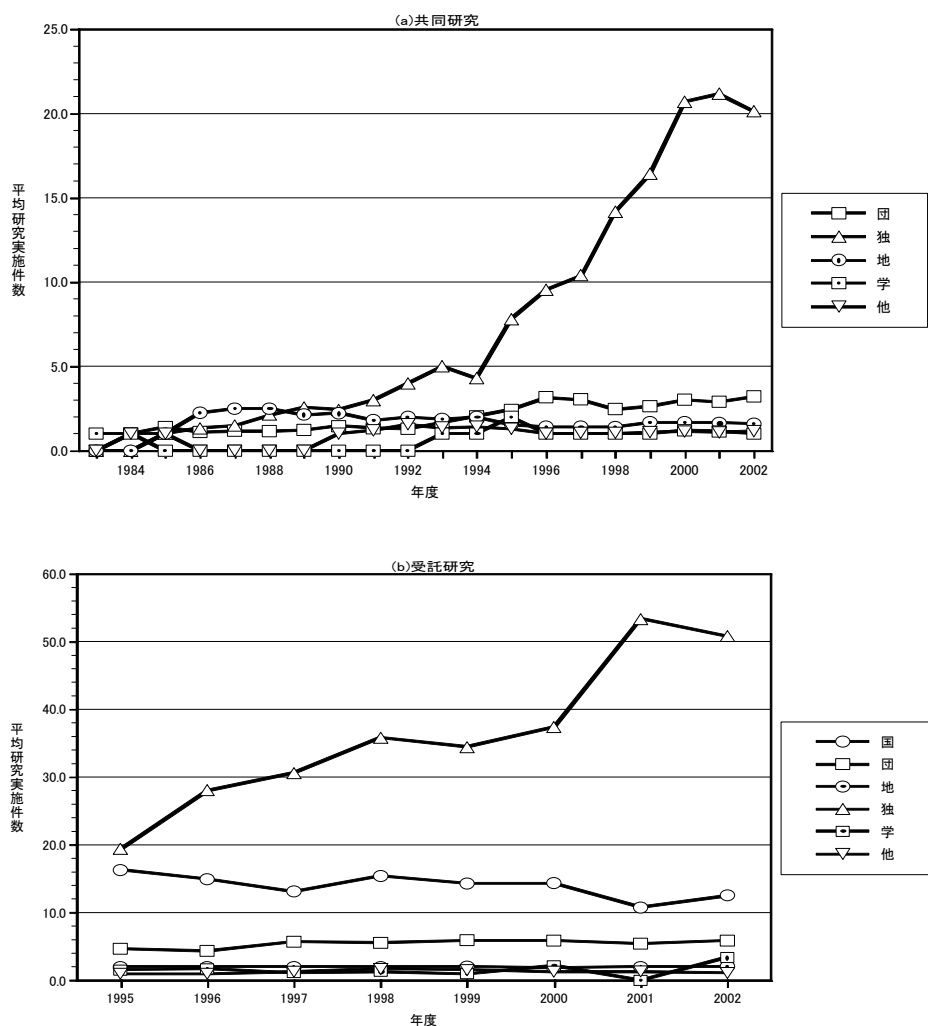 (a)共同研究
25.0
20.0
15.0
10.0
5.0
0.0
平均研究実施件数
1984 1986 1988 1990 1992 1994 1996 1998 2000 2002
年度
団
独
地
学
他
(b)受託研究
60.0
50.0
40.0
30.0
20.0
10.0
0.0
平均研究実施件数
1995 1996 1997 1998 1999 2000 2001 2002
年度
国
団
地
独
学
他